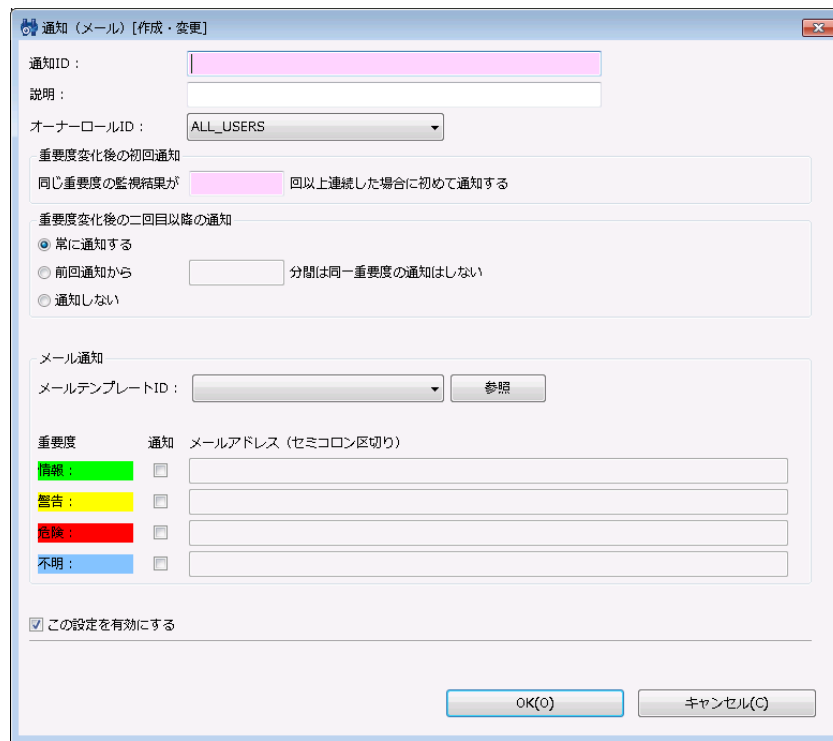 通知（メール）[作成・変更]
通知ID：
説明：
オーナーロールID： ALL_USERS
重要度変化後の初回通知
同じ重要度の監視結果が 回以上連続した場合に初めて通知する
重要度変化後の二回目以降の通知
常に通知する
前回通知から 分間は同一重要度の通知はしない
通知しない
メール通知
メールテンプレートID： 参照
重要度 通知 メールアドレス（セミコロン区切り）
情報：
警告：
危険：
不明：
この設定を有効にする
OK(O) キャンセル(C)